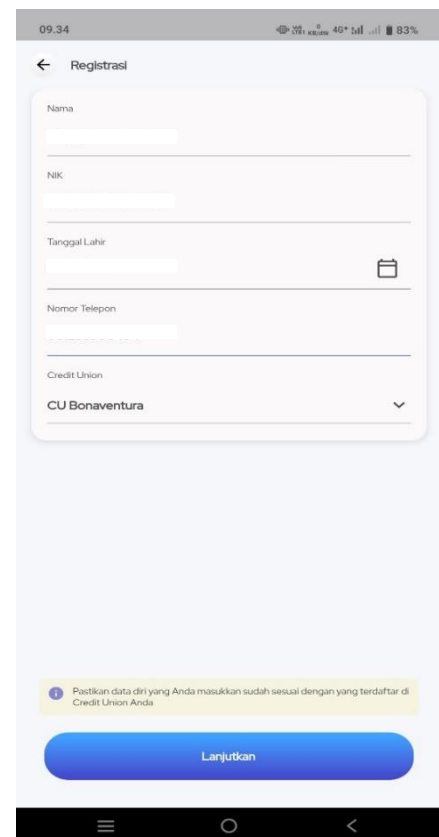 09.34
4G+ 83%
Registrasi
Nama
NIK
Tanggal Lahir
Nomor Telepon
Credit Union
CU Bonaventura
Pastikan data diri yang Anda masukkan sudah sesuai dengan yang terdaftar di
Credit Union Anda
Lanjutkan